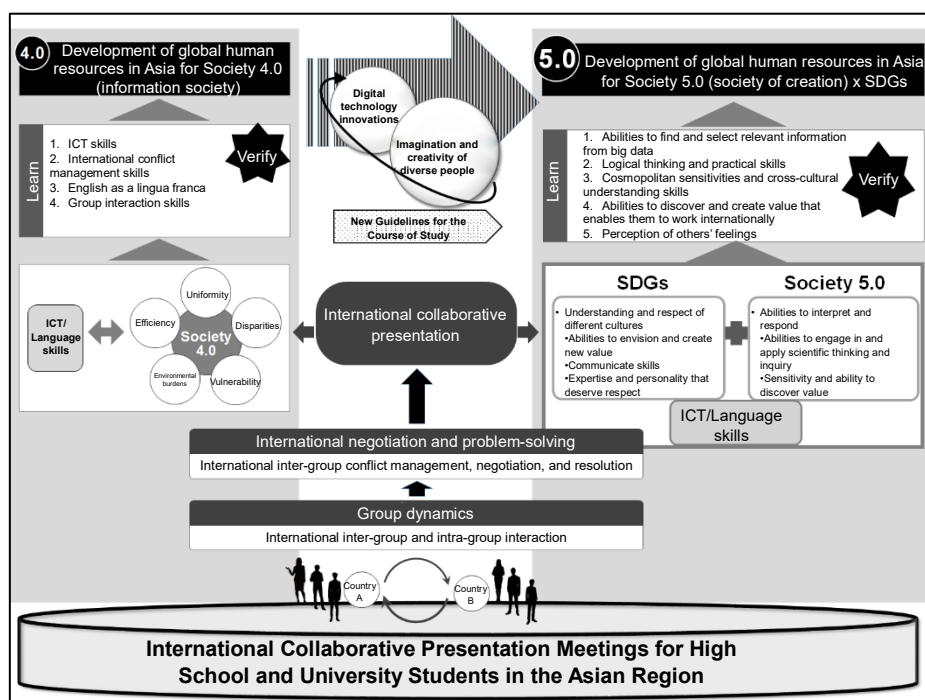 4.0
Development of global human
resources in Asia for Society 4.0
(information society)
Learn
1. ICT skills
2. International conflict
management skills
3. English as a lingua franca
4. Group interaction skills
Verify
ICT/
Language
skills
Uniformity
Efficiency
Disparities
Society
4.0
Environmental
burdens
Vulnerability
Digital
technology
innovations
Imagination and
creativity of
diverse people
New Guidelines for the
Course of Study
International collaborative
presentation
5.0
Development of global human resources in Asia
for Society 5.0 (society of creation) x SDGs
Learn
1. Abilities to find and select relevant information
from big data
2. Logical thinking and practical skills
3. Cosmopolitan sensitivities and cross-cultural
understanding skills
4. Abilities to discover and create value that
enables them to work internationally
5. Perception of others' feelings
Verify
SDGs
• Understanding and respect of
different cultures
•Abilities to envision and create
new value
•Communicate skills
•Expertise and personality that
deserve respect
Society 5.0
• Abilities to interpret and
respond
•Abilities to engage in and
apply scientific thinking and
inquiry
•Sensitivity and ability to
discover value
ICT/Language
skills
International negotiation and problem-solving
International inter-group conflict management, negotiation, and resolution
Group dynamics
International inter-group and intra-group interaction
Country
A
Country
B
International Collaborative Presentation Meetings for High
School and University Students in the Asian Region